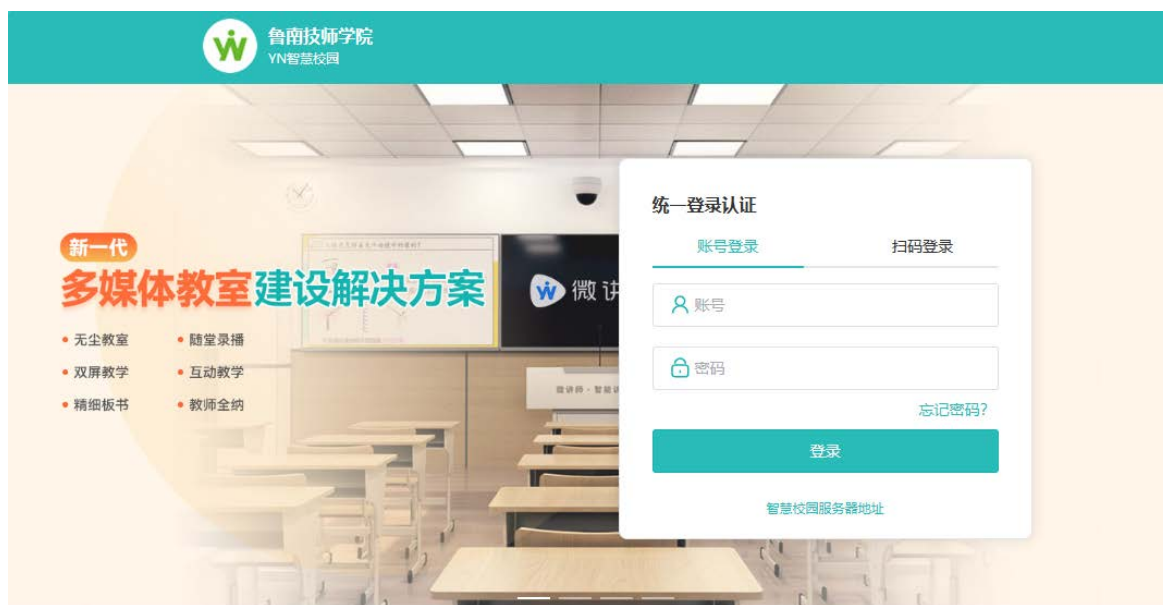 鲁南技师学院
YN智慧校园
新一代
多媒体教室建设解决方案
• 无尘教室
• 随堂录播
• 双屏教学
• 互动教学
• 精细板书
• 教师全纳
微讲
统一登录认证
账号登录
扫码登录
账号
密码
忘记密码?
登录
智慧校园服务器地址